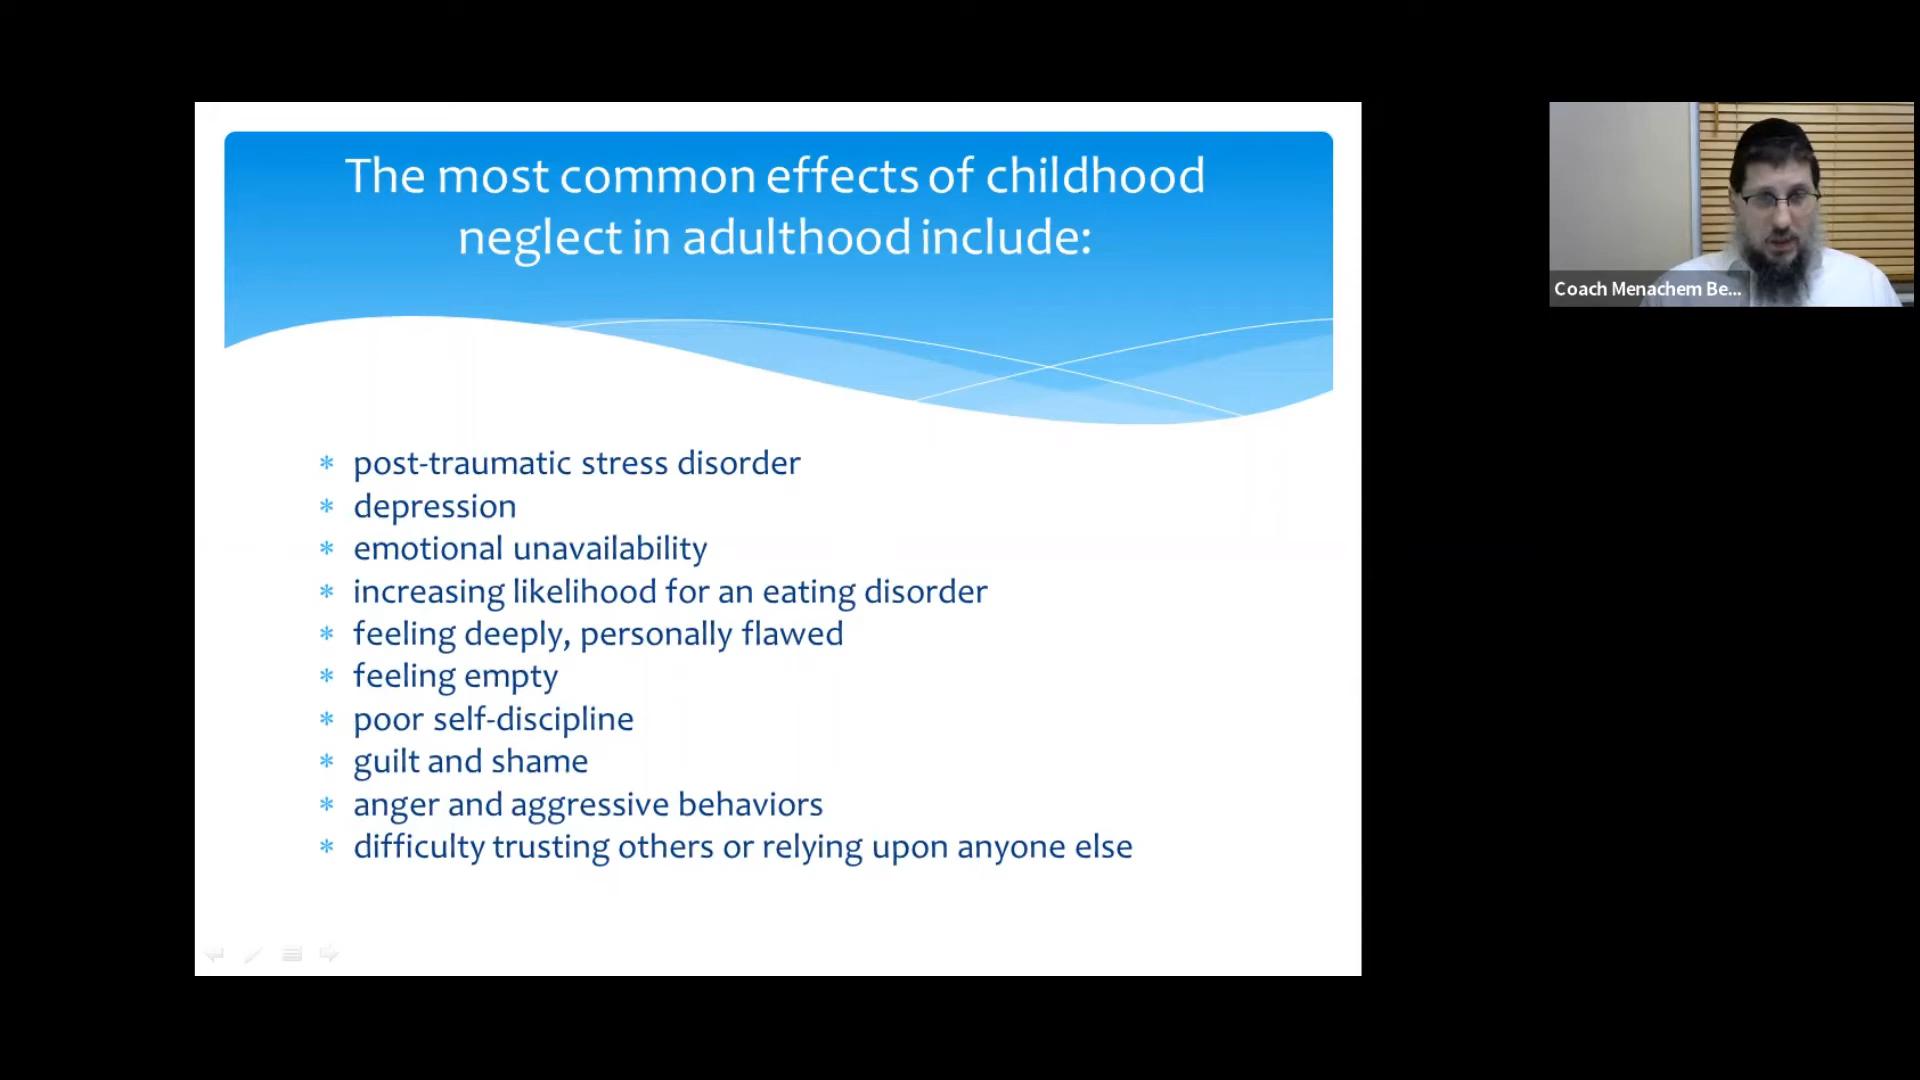 The most common effects of childhood
neglect in adulthood include:
* post-traumatic stress disorder
* depression
* emotional unavailability
* increasing likelihood for an eating disorder
* feeling deeply, personally flawed
* feeling empty
* poor self-discipline
* guilt and shame
* anger and aggressive behaviors
* difficulty trusting others or relying upon anyone else
Coach Menachem Be...